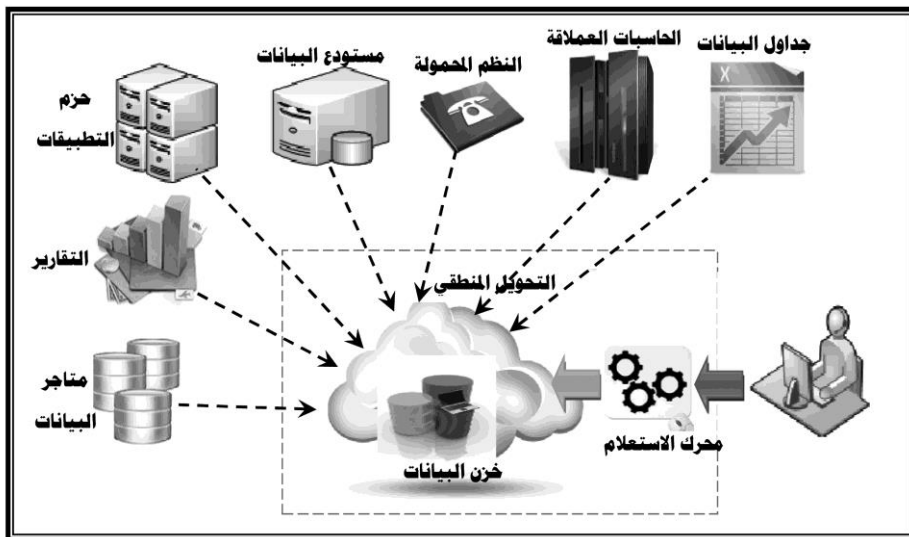 جداول البيانات
الحاسبات العملاقة
النظم المحمولة
مستودع البيانات
حزم
التطبيقات
X
التقارير
التحويل المنطقي
متاجر
البيانات
محرك الاستعلام
خزن البيانات